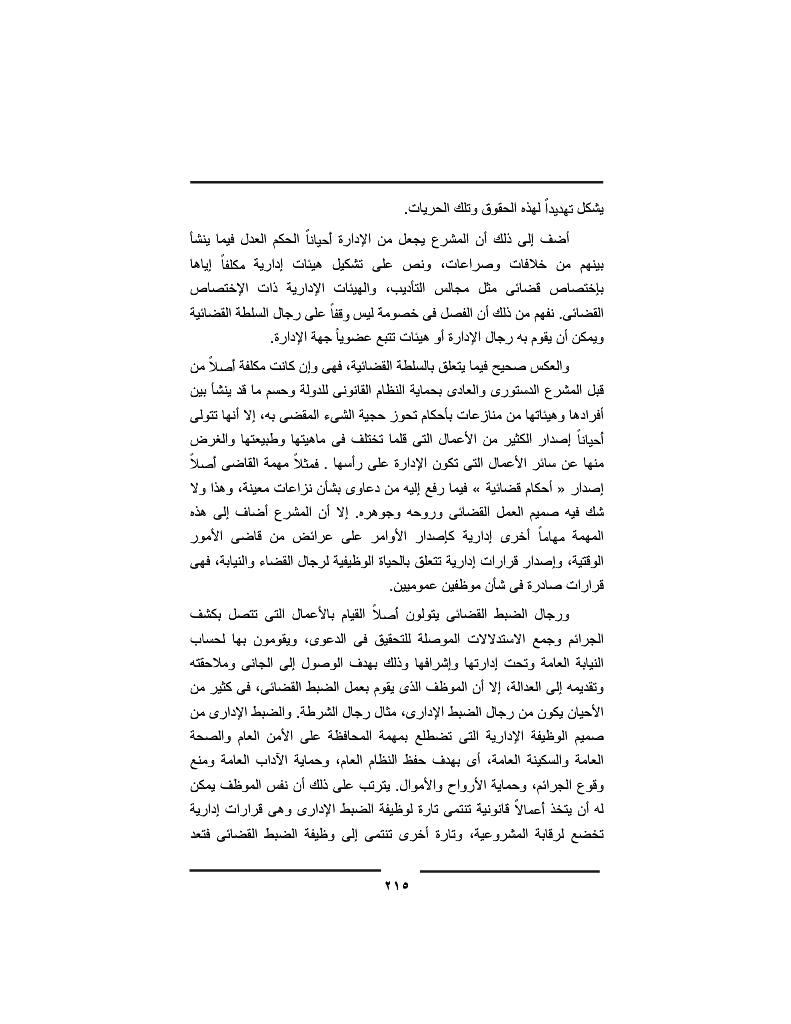 يشكل تهديداً لهذه الحقوق وتلك الحريات.
أضف إلى ذلك أن المشرع يجعل من الإدارة أحياناً الحكم العدل فيما ينشأ
بينهم من خلافات وصراعات، ونص على تشكيل هيئات إدارية مكلفاً إياها
بإختصاص قضائى مثل مجالس التأديب، والهيئات الإدارية ذات الإختصاص
القضائى. نفهم من ذلك أن الفصل فى خصومة ليس وقفاً على رجال السلطة القضائية
ويمكن أن يقوم به رجال الإدارة أو هيئات تتبع عضوياً جهة الإدارة.
والعكس صحيح فيما يتعلق بالسلطة القضائية، فهى وإن كانت مكلفة أصلاً من
قبل المشرع الدستورى والعادى بحماية النظام القانونى للدولة وحسم ما قد ينشأ بين
أفرادها وهيئاتها من منازعات بأحكام تحوز حجية الشىء المقضى به، إلا أنها تتولى
أحياناً إصدار الكثير من الأعمال التى قلما تختلف فى ماهيتها وطبيعتها والغرض
منها عن سائر الأعمال التى تكون الإدارة على رأسها . فمثلاً مهمة القاضى أصلاً
إصدار « أحكام قضائية » فيما رفع إليه من دعاوى بشأن نزاعات معينة، وهذا ولا
شك فيه صميم العمل القضائى وروحه وجوهره. إلا أن المشرع أضاف إلى هذه
المهمة مهاماً أخرى إدارية كإصدار الأوامر على عرائض من قاضى الأمور
الوقتية، وإصدار قرارات إدارية تتعلق بالحياة الوظيفية لرجال القضاء والنيابة، فهى
قرارات صادرة فى شأن موظفين عموميين.
ورجال الضبط القضائى يتولون أصلاً القيام بالأعمال التى تتصل بكشف
الجرائم وجمع الاستدلالات الموصلة للتحقيق فى الدعوى، ويقومون بها لحساب
النيابة العامة وتحت إدارتها وإشرافها وذلك بهدف الوصول إلى الجانى وملاحقته
وتقديمه إلى العدالة، إلا أن الموظف الذى يقوم بعمل الضبط القضائى، فى كثير من
الأحيان يكون من رجال الضبط الإدارى، مثال رجال الشرطة. والضبط الإدارى من
صميم الوظيفة الإدارية التى تضطلع بمهمة المحافظة على الأمن العام والصحة
العامة والسكينة العامة، أى بهدف حفظ النظام العام، وحماية الآداب العامة ومنع
وقوع الجرائم، وحماية الأرواح والأموال. يترتب على ذلك أن نفس الموظف يمكن
له أن يتخذ أعمالاً قانونية تنتمى تارة لوظيفة الضبط الإدارى وهى قرارات إدارية
تخضع لرقابة المشروعية، وتارة أخرى تنتمى إلى وظيفة الضبط القضائى فتعد
٢١٥